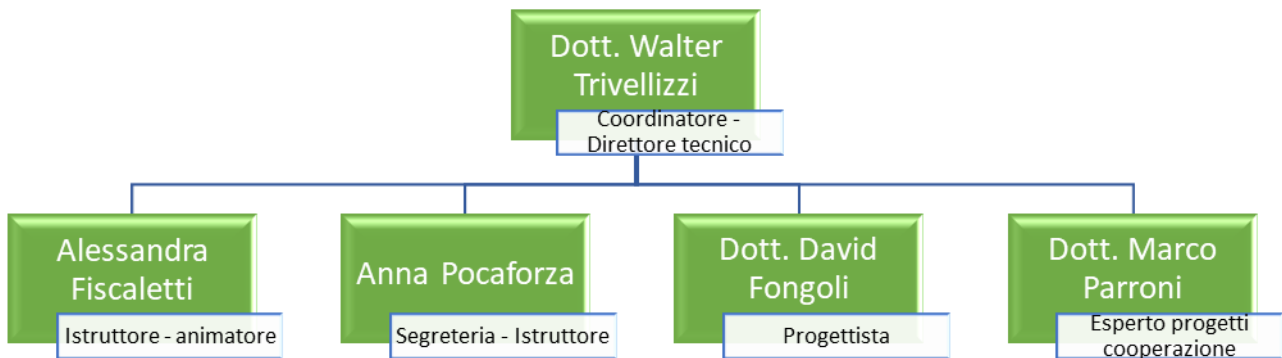 Dott. Walter
Trivellizzi
Coordinatore -
Direttore tecnico
Alessandra
Fiscaletti
Istruttore - animatore
Anna Pocaforza
Segreteria - Istruttore
Dott. David
Fongoli
Progettista
Dott. Marco
Parroni
Esperto progetti
cooperazione